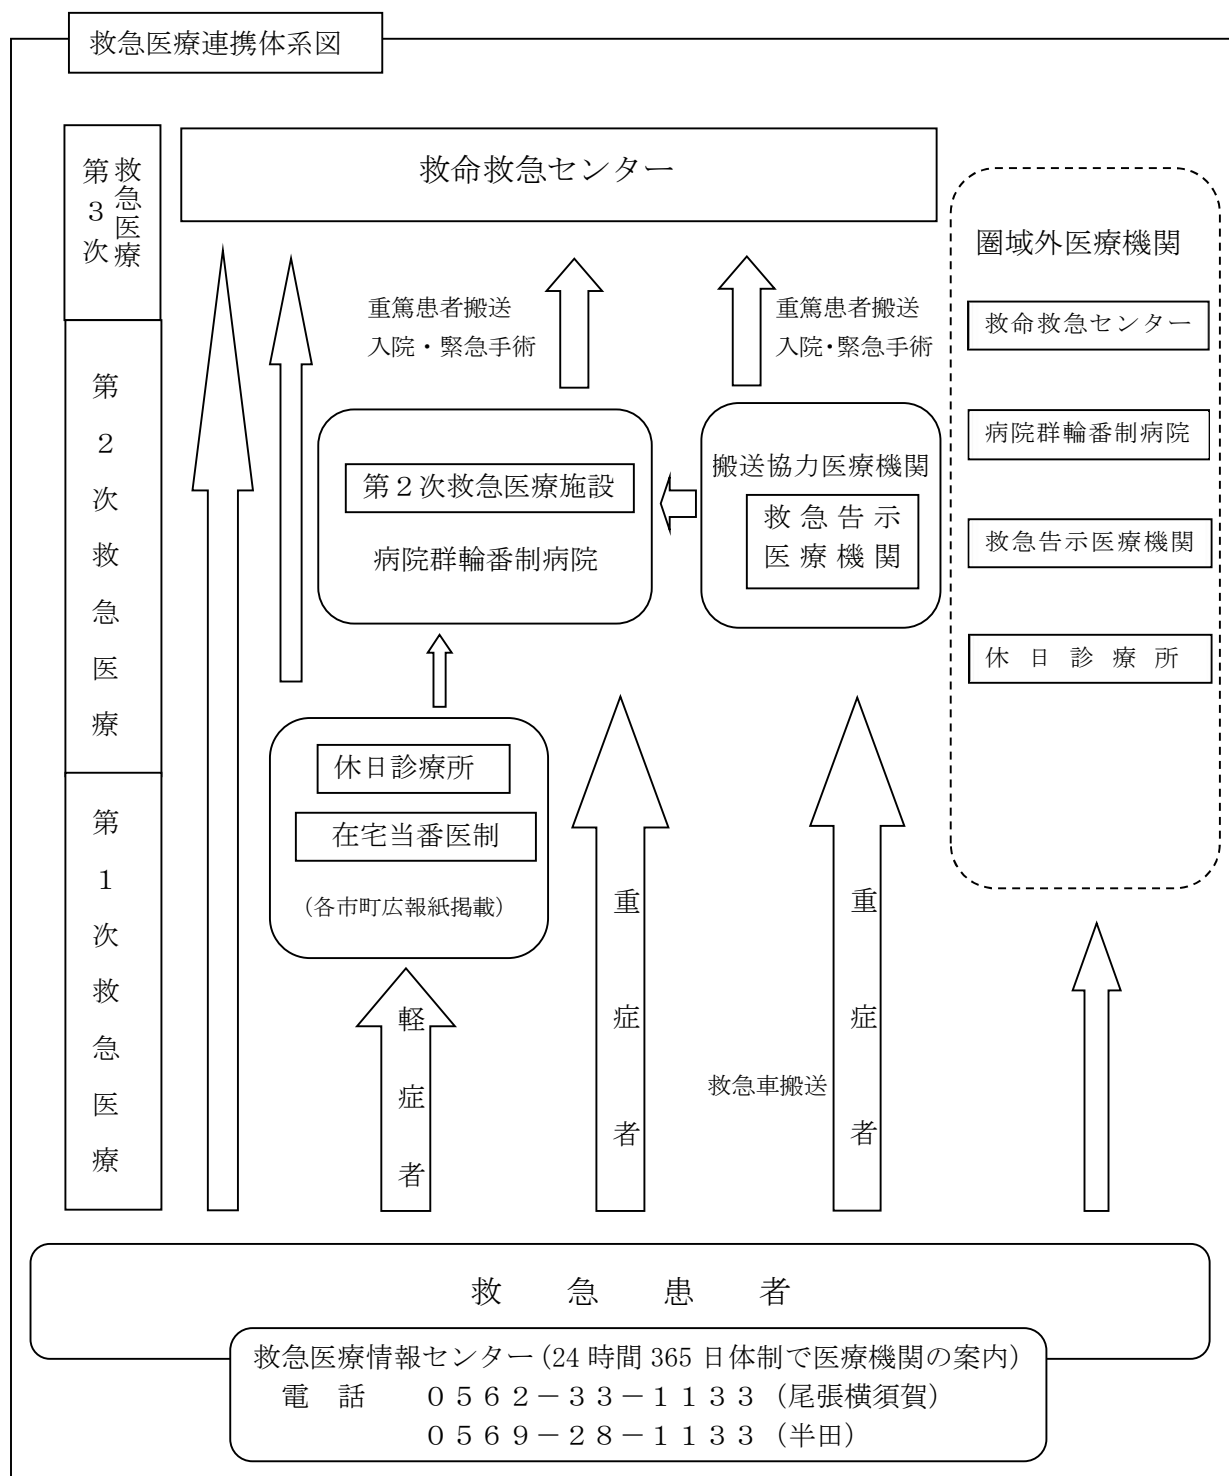 救急医療連携体系図
第３次
救急医療
救命救急センター
圏域外医療機関
救命救急センター
病院群輪番制病院
救急告示医療機関
休日診療所
重篤患者搬送
入院・緊急手術
重篤患者搬送
入院・緊急手術
第２次救急医療
第２次救急医療施設
病院群輪番制病院
搬送協力医療機関
救急告示
医療機関
第１次救急医療
休日診療所
在宅当番医制
(各市町広報紙掲載)
軽症者
重症者
救急車搬送
重症者
救急患者
救急医療情報センター(24時間365日体制で医療機関の案内)
電話　０５６２－３３－１１３３（尾張横須賀）
０５６９－２８－１１３３（半田）